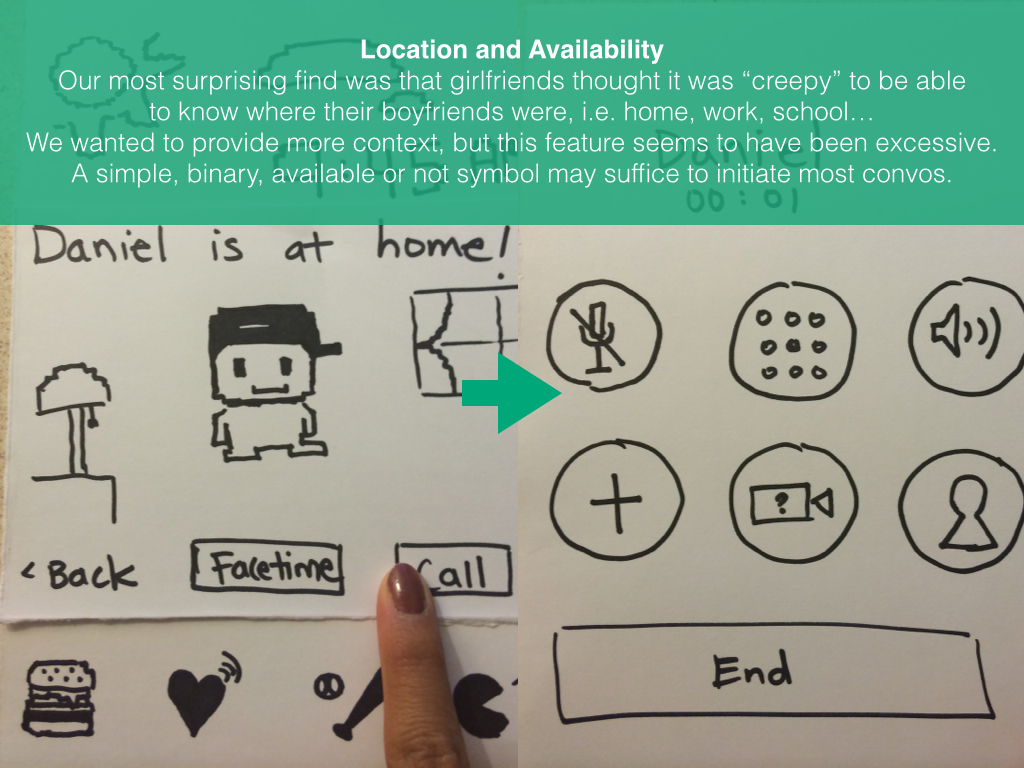 Location and Availability
Our most surprising find was that girlfriends thought it was “creepy” to be able
to know where their boyfriends were, i.e. home, work, school…
We wanted to provide more context, but this feature seems to have been excessive.
A simple, binary, available or not symbol may suffice to initiate most convos.
Daniel
00:01
Daniel is at home!
< Back
Facetime
Call
?
End